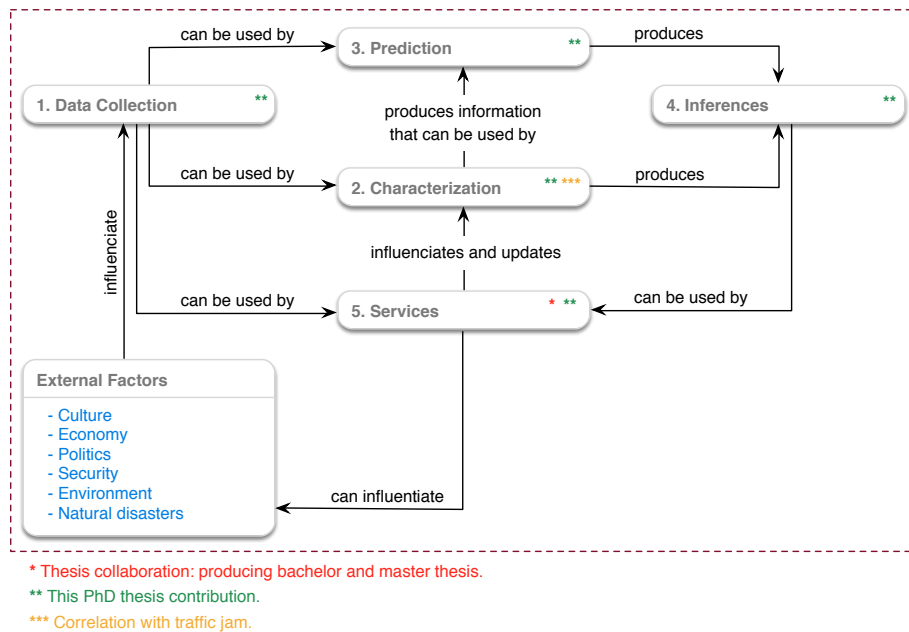 can be used by
3. Prediction **
produces
1. Data Collection **
produces information
that can be used by
4. Inferences **
can be used by
2. Characterization ** ***
produces
influenciate
influenciates and updates
can be used by
5. Services * **
can be used by
External Factors
- Culture
- Economy
- Politics
- Security
- Environment
- Natural disasters
can influentiate
* Thesis collaboration: producing bachelor and master thesis.
** This PhD thesis contribution.
*** Correlation with traffic jam.